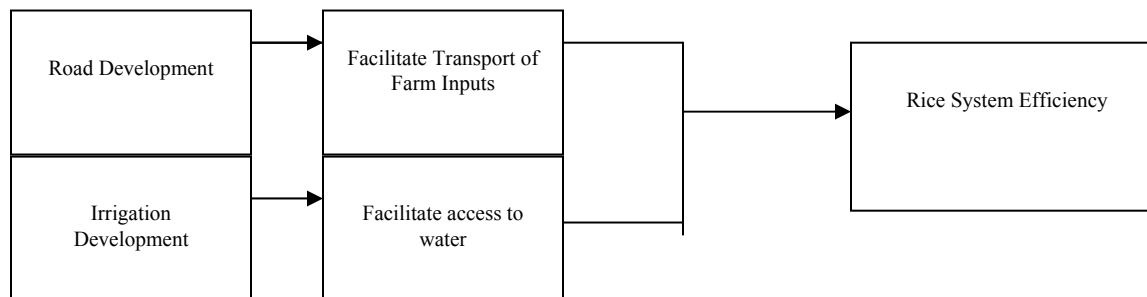 Road Development
Facilitate Transport of
Farm Inputs
Rice System Efficiency
Irrigation
Development
Facilitate access to
water